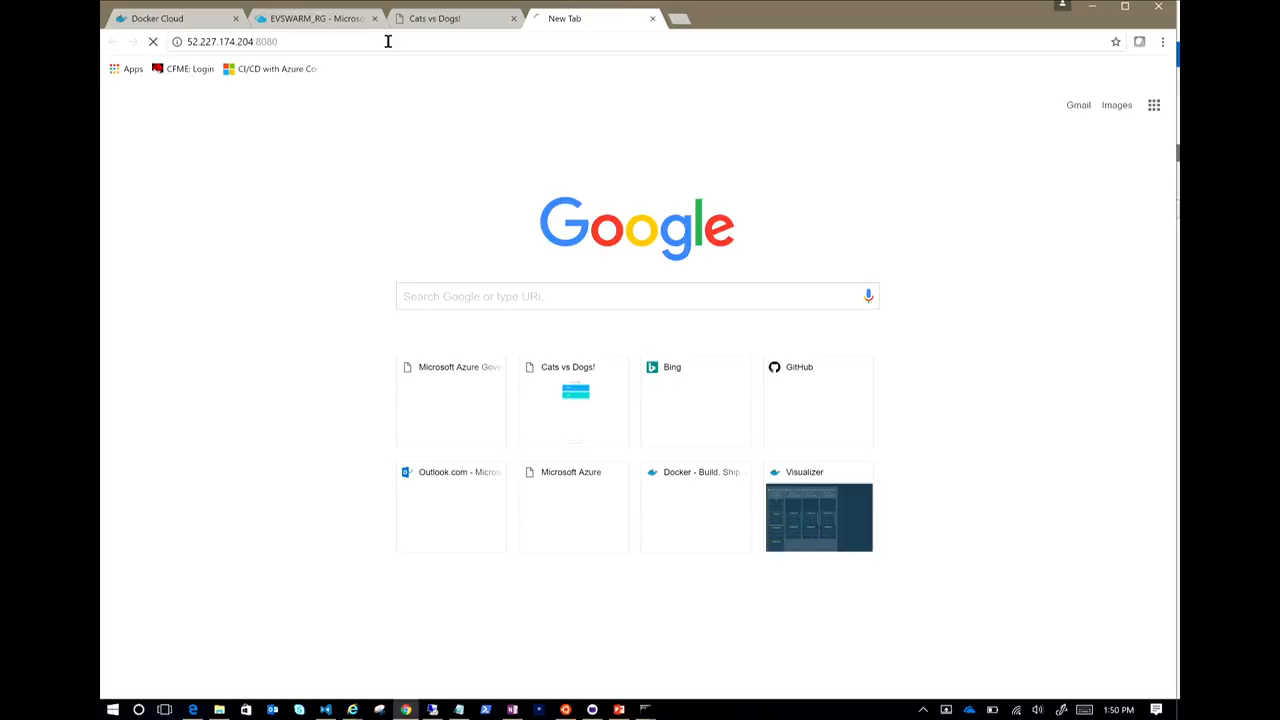 Docker Cloud
EVSWARM_RG - Microso
Cats vs Dogs!
New Tab
52.227.174.204:8080
Apps
CFME: Login
CI/CD with Azure Co
Gmail
Images
Google
Search Google or type URL
Microsoft Azure Gov
Cats vs Dogs!
Bing
GitHub
Outlook.com - Micros
Microsoft Azure
Docker - Build, Ship,
Visualizer
1:50 PM